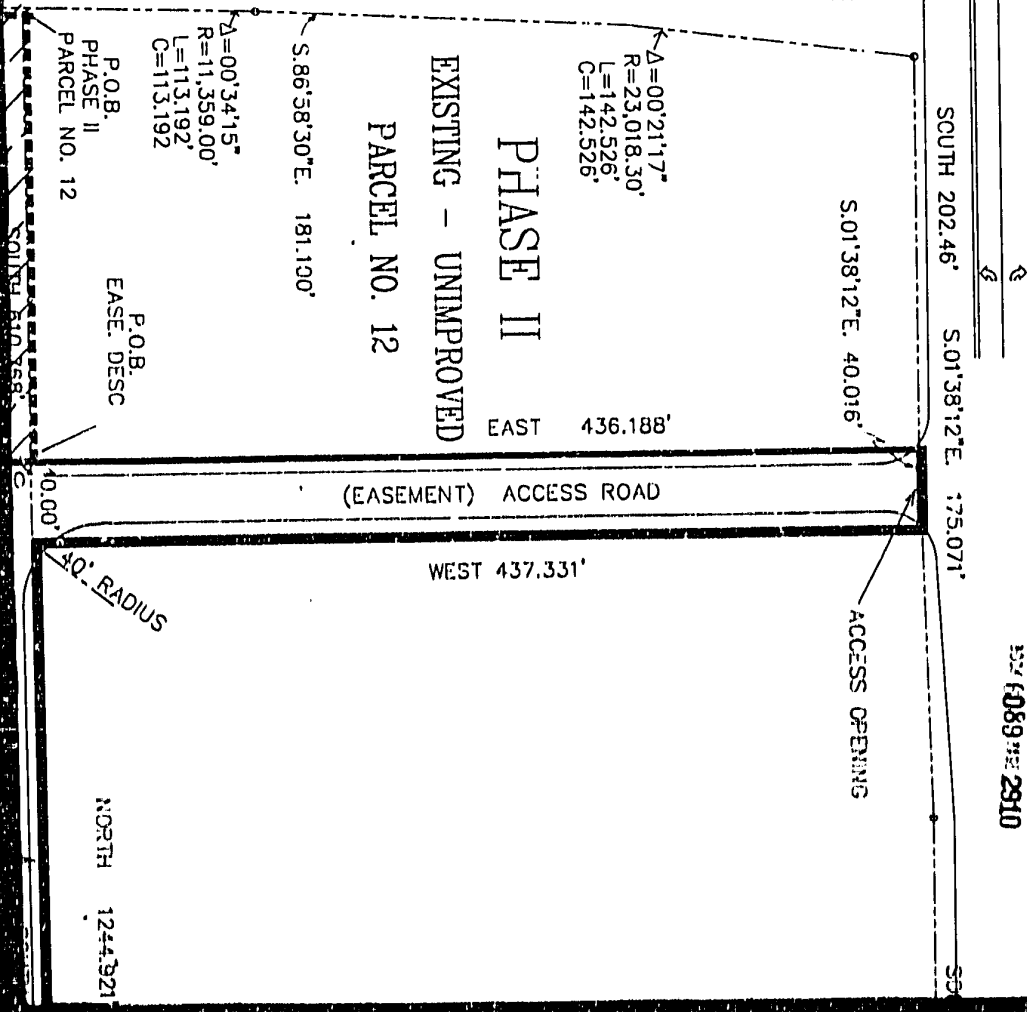 SOUTH 202.46'
S.01°38'12"E. 175.071'
S.01°38'12"E. 40.016'
Δ=00°21'17"
R=23,018.30'
L=142.526'
C=142.526'
PHASE II
EXISTING - UNIMPROVED
PARCEL NO. 12
S.86°58'30"E. 181.100'
Δ=00°34'15"
R=11,359.00'
L=113.192'
C=113.192
P.O.B.
PHASE II
PARCEL NO. 12
P.O.B.
EASE. DESC
EAST 436.188'
(EASEMENT) ACCESS ROAD
WEST 437.331'
40' RADIUS
ACCESS OPENING
NORTH 1244.921'
6089 2910
SOUTH